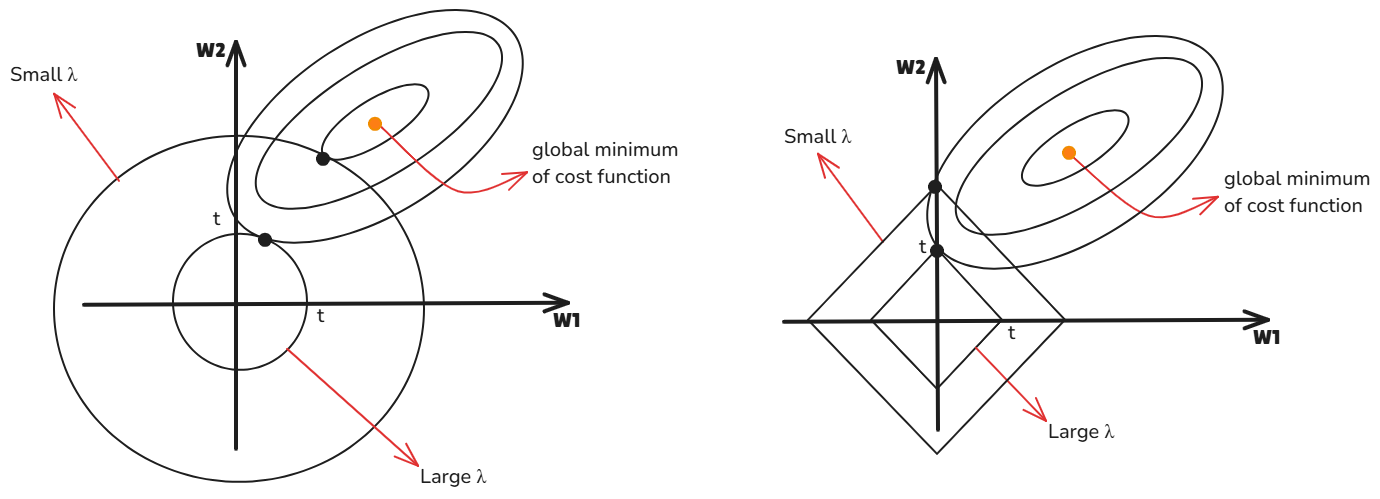 W2
Small λ
global minimum
of cost function
t
t
W1
Large λ
W2
Small λ
global minimum
of cost function
t
t
W1
Large λ